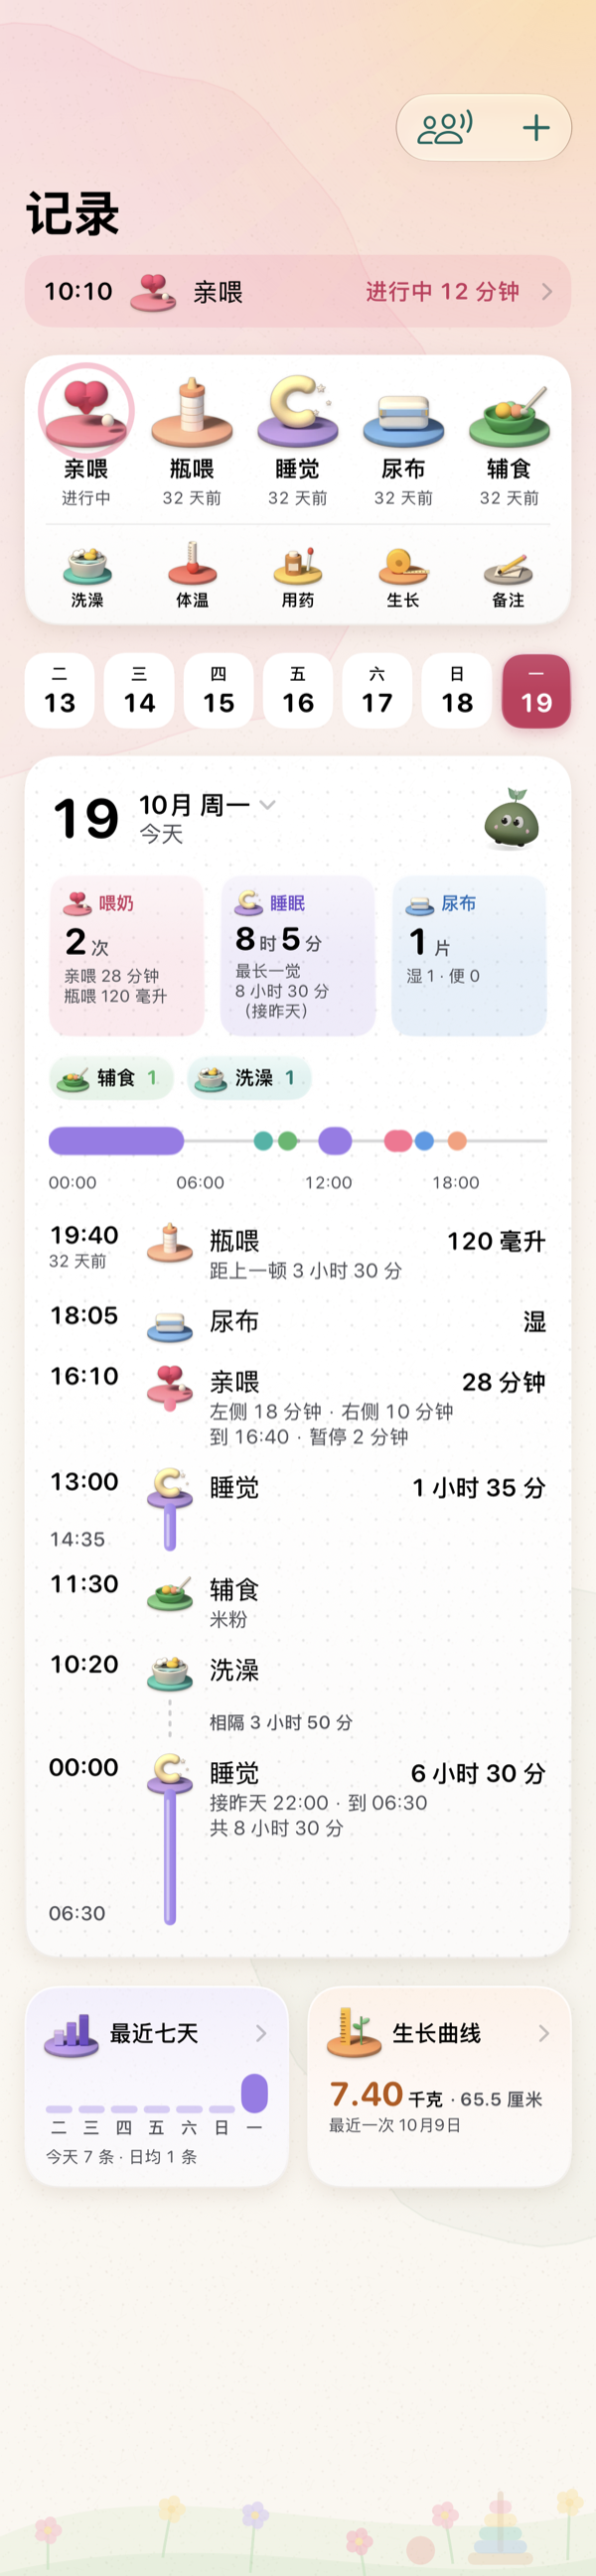 记录
10:10 亲喂 进行中 12 分钟
亲喂 瓶喂 睡觉 尿布 辅食
进行中 32 天前 32 天前 32 天前 32 天前
洗澡 体温 用药 生长 备注
二 三 四 五 六 日 一
13 14 15 16 17 18 19
19 10月 周一
今天
喂奶
2 次
亲喂 28 分钟
瓶喂 120 毫升
睡眠
8 时 5 分
最长一觉
8 小时 30 分
（接昨天）
尿布
1 片
湿 1 · 便 0
辅食 1 洗澡 1
00:00 06:00 12:00 18:00
19:40 瓶喂 120 毫升
32 天前 距上一顿 3 小时 30 分
18:05 尿布 湿
16:10 亲喂 28 分钟
左侧 18 分钟 · 右侧 10 分钟
到 16:40 · 暂停 2 分钟
13:00 睡觉 1 小时 35 分
14:35
11:30 辅食
米粉
10:20 洗澡
相隔 3 小时 50 分
00:00 睡觉 6 小时 30 分
接昨天 22:00 · 到 06:30
共 8 小时 30 分
06:30
最近七天
二 三 四 五 六 日 一
今天 7 条 · 日均 1 条
生长曲线
7.40 千克 · 65.5 厘米
最近一次 10月9日